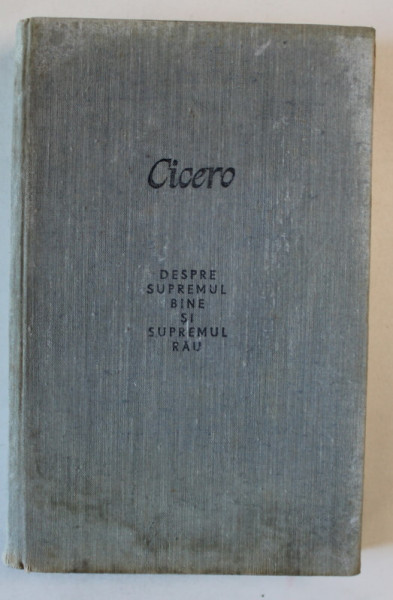 Cicero
DESPRE
SUPREMUL
BINE
ȘI
SUPREMUL
RĂU